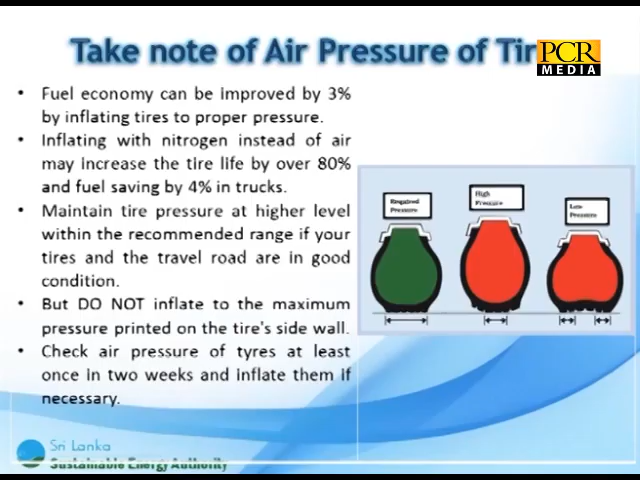 Take note of Air Pressure of Tir
PCR
MEDIA
• Fuel economy can be improved by 3%
by inflating tires to proper pressure.
• Inflating with nitrogen instead of air
may increase the tire life by over 80%
and fuel saving by 4% in trucks.
• Maintain tire pressure at higher level
within the recommended range if your
tires and the travel road are in good
condition.
• But DO NOT inflate to the maximum
pressure printed on the tire's side wall.
• Check air pressure of tyres at least
once in two weeks and inflate them if
necessary.
Required
Pressure
High
Pressure
Low
Pressure
Sri Lanka
Sustainable Energy Authority